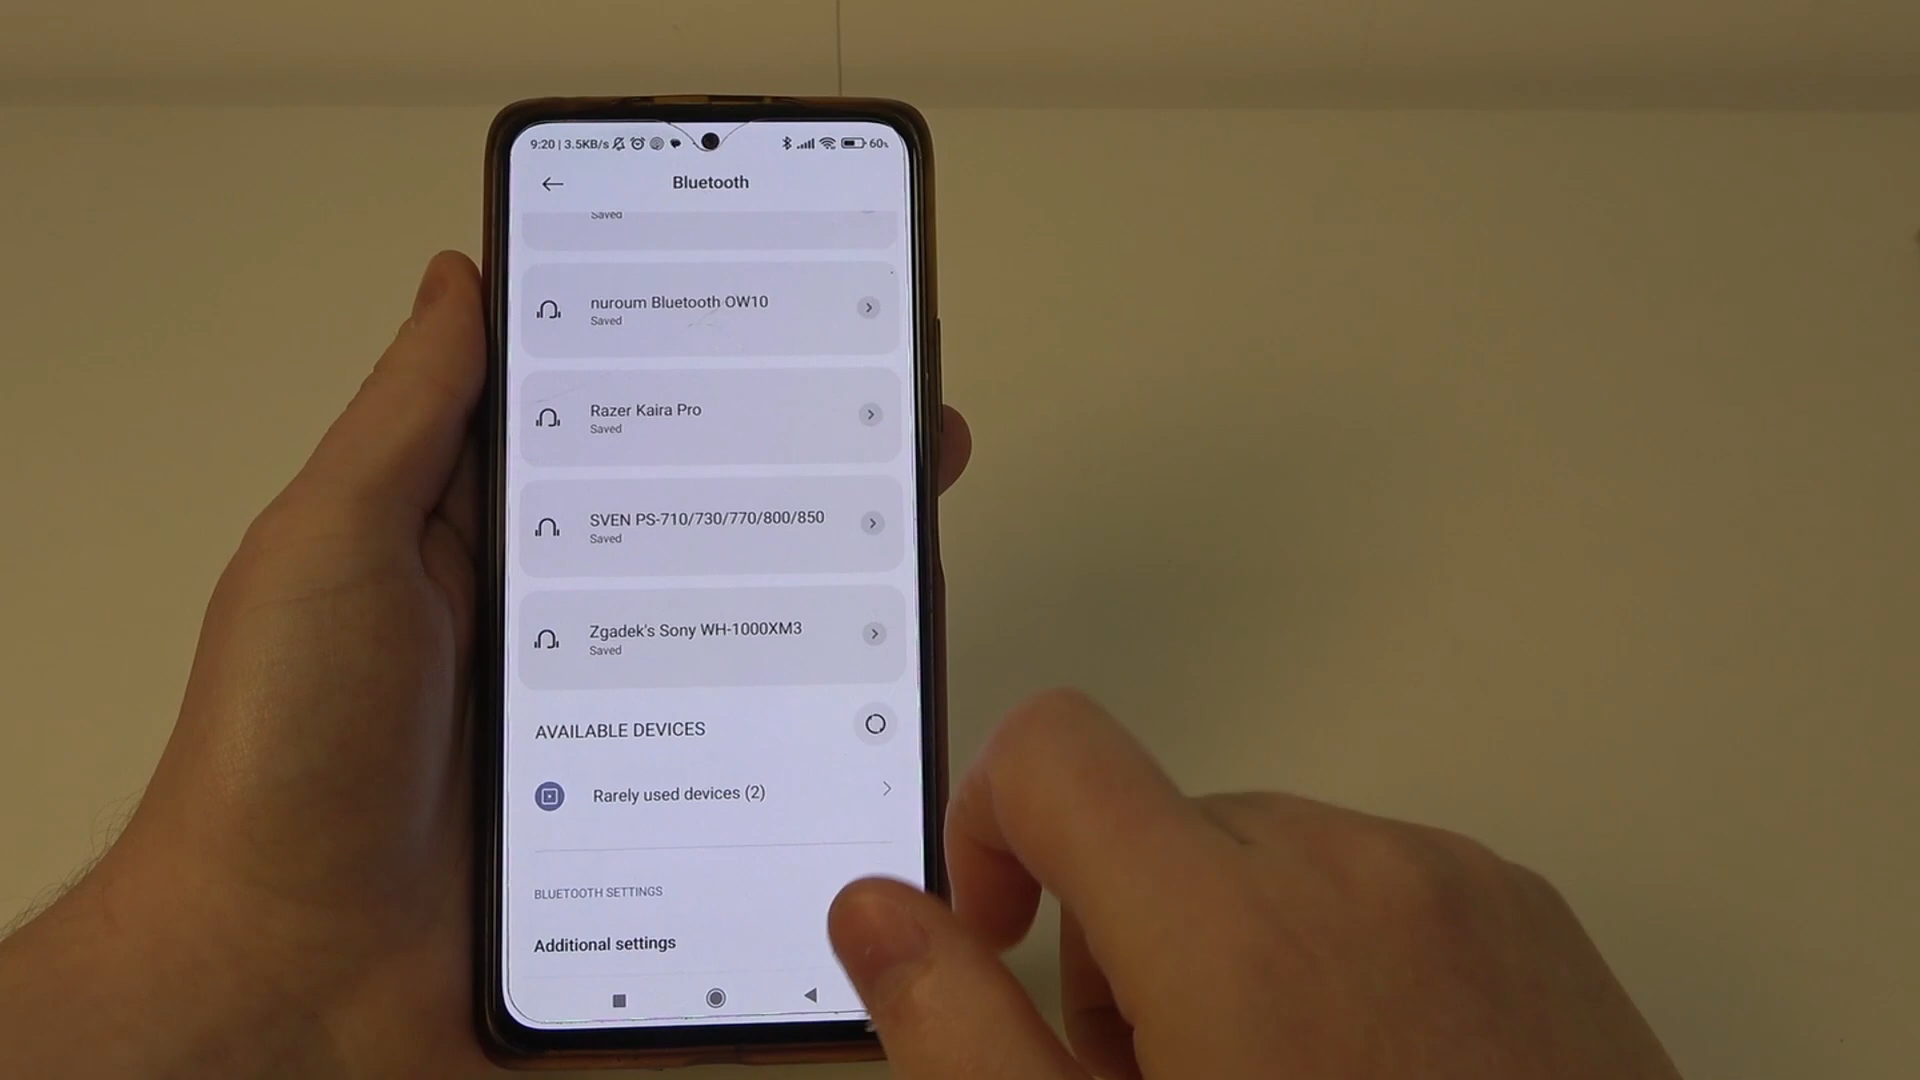 9:20 | 3.5KB/s 60%
Bluetooth
Saved
nuroum Bluetooth OW10
Saved
Razer Kaira Pro
Saved
SVEN PS-710/730/770/800/850
Saved
Zgadek's Sony WH-1000XM3
Saved
AVAILABLE DEVICES
Rarely used devices (2)
BLUETOOTH SETTINGS
Additional settings